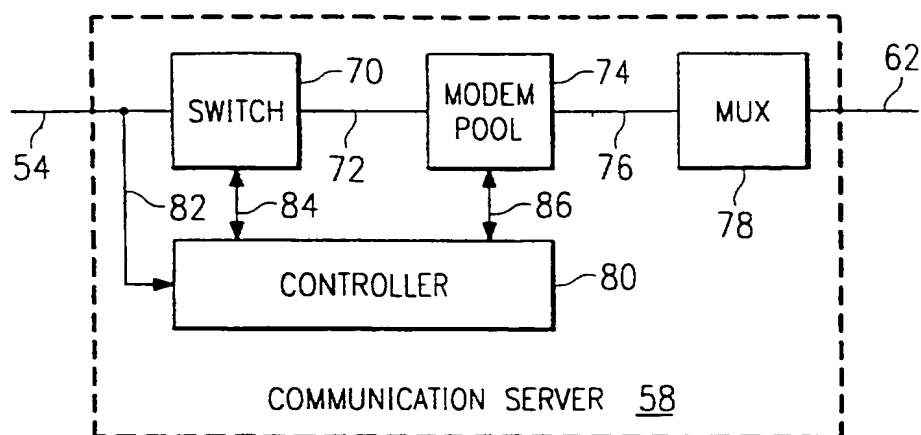 70
74
62
SWITCH
MODEM
POOL
MUX
54
72
76
82
84
86
78
CONTROLLER
80
COMMUNICATION SERVER 58